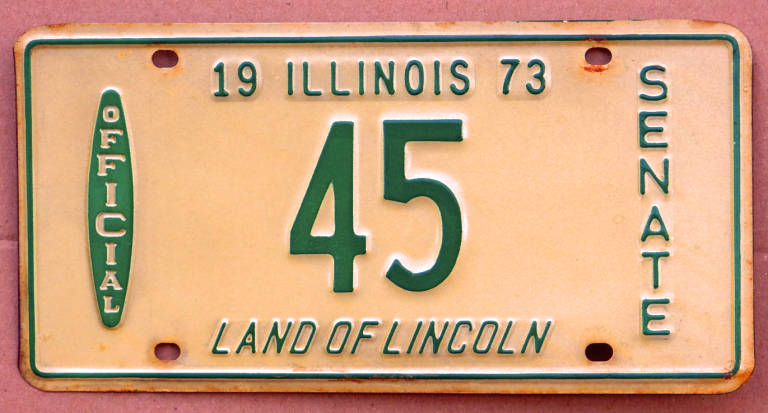 19 ILLINOIS 73
OFFICIAL
45
SENATE
LAND OF LINCOLN